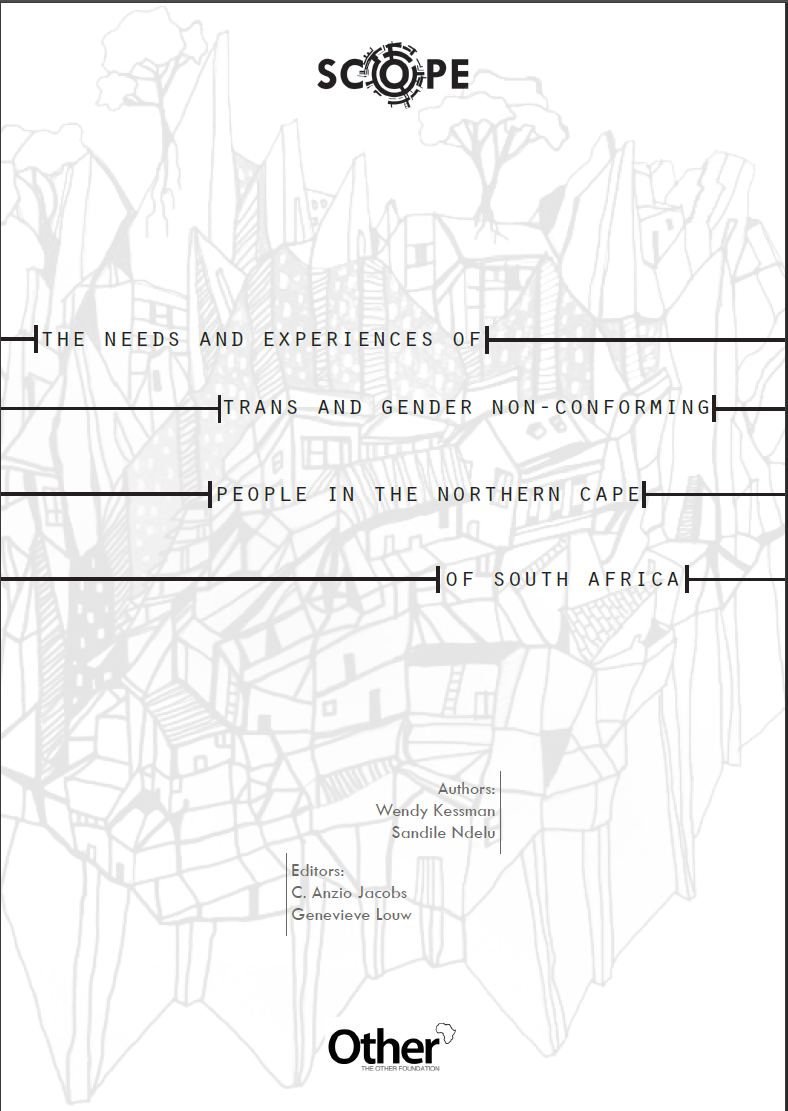 SCOPE
THE NEEDS AND EXPERIENCES OF
TRANS AND GENDER NON-CONFORMING
PEOPLE IN THE NORTHERN CAPE
OF SOUTH AFRICA
Authors:
Wendy Kessman
Sandile Ndelu
Editors:
C. Anzio Jacobs
Genevieve Louw
Other
THE OTHER FOUNDATION